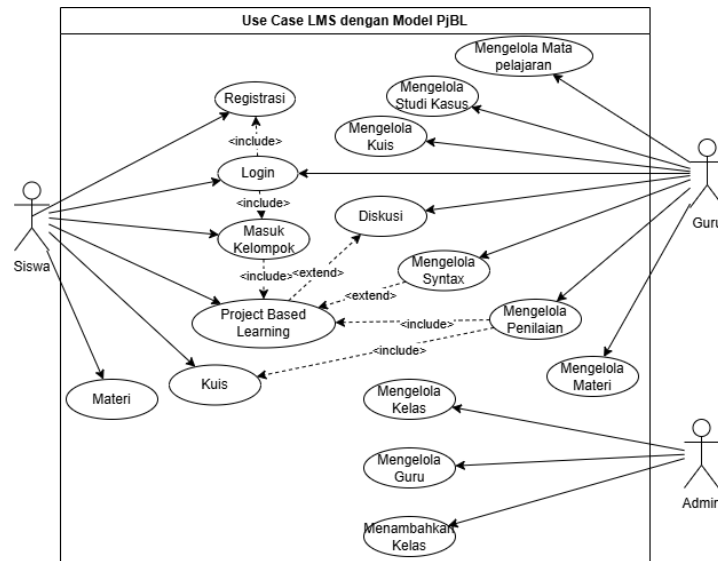 Use Case LMS dengan Model PjBL
Mengelola Mata
pelajaran
Registrasi
Mengelola
Studi Kasus
Mengelola
Kuis
<include>
Login
<include>
Diskusi
Masuk
Kelompok
Siswa
Guru
<include>
<extend>
Mengelola
Syntax
<extend>
Project Based
Learning
<include>
Mengelola
Penilaian
<include>
Mengelola
Materi
Materi
Kuis
Mengelola
Kelas
Mengelola
Guru
Admin
Menambahkan
Kelas